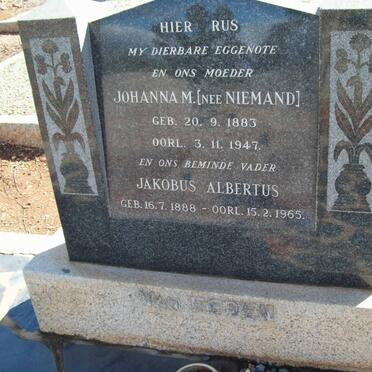 HIER RUS
MY DIERBARE EGGENOTE
EN ONS MOEDER
JOHANNA M. [NEE NIEMAND]
GEB. 20. 9. 1883
OORL. 3. 11. 1947.
EN ONS BEMINDE VADER
JAKOBUS ALBERTUS
GEB. 16. 7. 1888 - OORL. 15. 2. 1965.